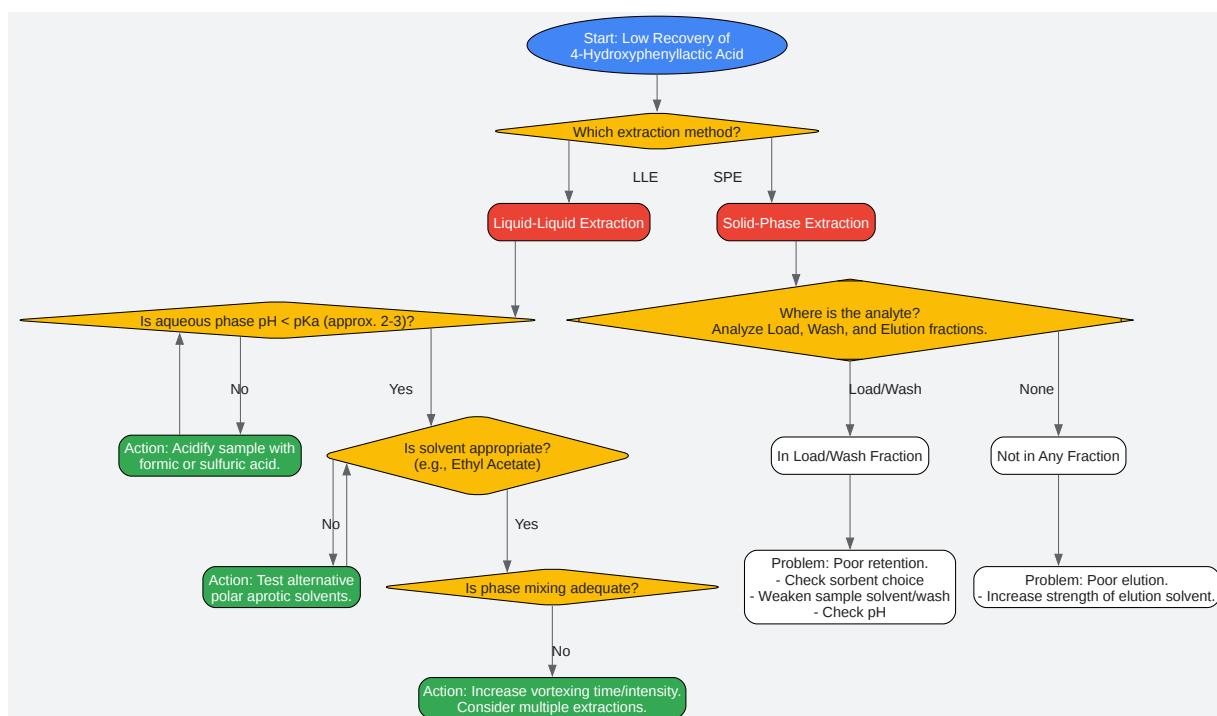 Start: Low Recovery of
4-Hydroxyphenyllactic Acid
Which extraction method?
LLE
SPE
Liquid-Liquid Extraction
Solid-Phase Extraction
Is aqueous phase pH < pKa (approx. 2-3)?
Where is the analyte?
Analyze Load, Wash, and Elution fractions.
No
Yes
Load/Wash
None
Action: Acidify sample with
formic or sulfuric acid.
Is solvent appropriate?
(e.g., Ethyl Acetate)
In Load/Wash Fraction
Not in Any Fraction
No
Yes
Action: Test alternative
polar aprotic solvents.
Is phase mixing adequate?
Problem: Poor retention.
- Check sorbent choice
- Weaken sample solvent/wash
- Check pH
Problem: Poor elution.
- Increase strength of elution solvent.
No
Action: Increase vortexing time/intensity.
Consider multiple extractions.